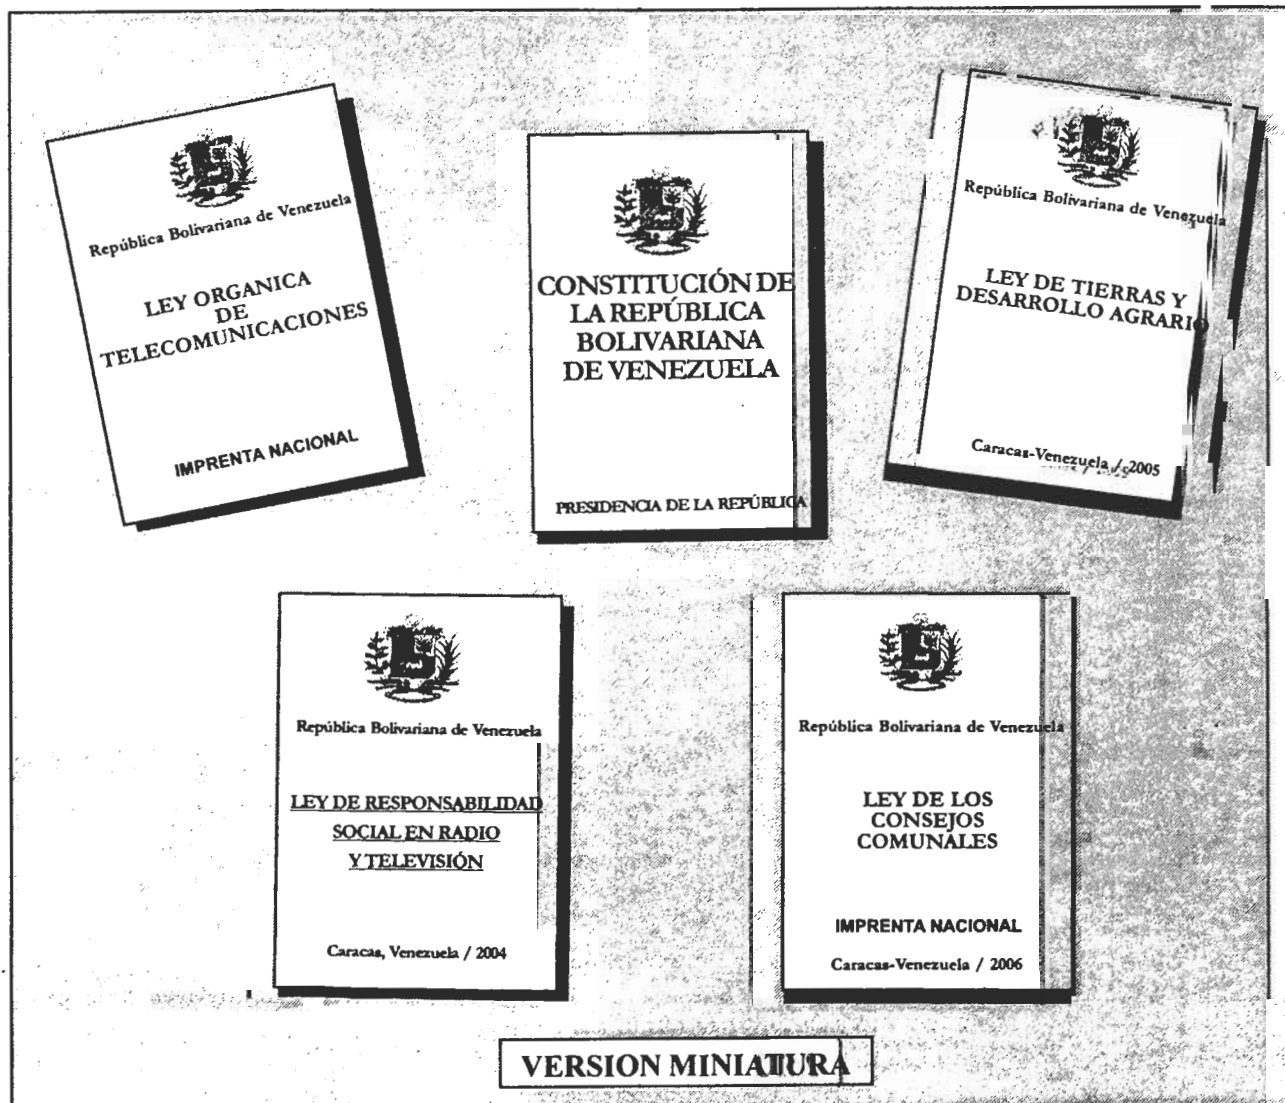 República Bolivariana de Venezuela
LEY ORGANICA
DE
TELECOMUNICACIONES
IMPRENTA NACIONAL
CONSTITUCIÓN DE
LA REPÚBLICA
BOLIVARIANA
DE VENEZUELA
PRESIDENCIA DE LA REPÚBLICA
República Bolivariana de Venezuela
LEY DE TIERRAS Y
DESARROLLO AGRARIO
Caracas-Venezuela / 2005
República Bolivariana de Venezuela
LEY DE RESPONSABILIDAD
SOCIAL EN RADIO
Y TELEVISIÓN
Caracas, Venezuela / 2004
República Bolivariana de Venezuela
LEY DE LOS
CONSEJOS
COMUNALES
IMPRENTA NACIONAL
Caracas-Venezuela / 2006
VERSION MINIATURA